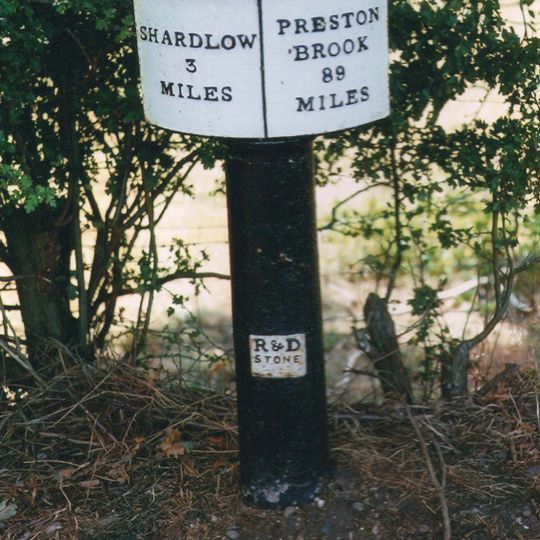 SHARDLOW
3
MILES
PRESTON
BROOK
89
MILES
R&D
STONE